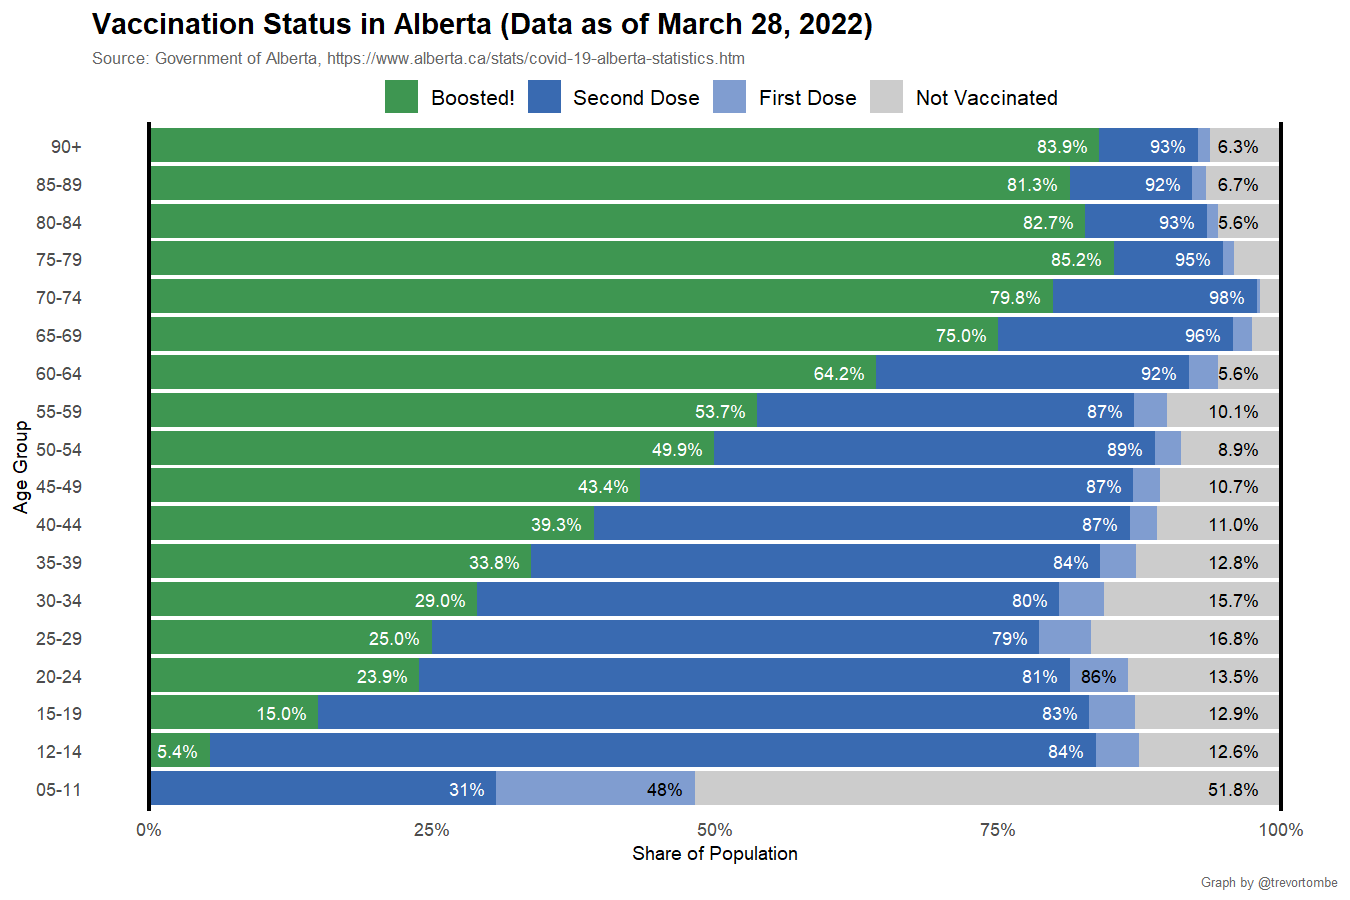 Vaccination Status in Alberta (Data as of March 28, 2022)
Source: Government of Alberta, https://www.alberta.ca/stats/covid-19-alberta-statistics.htm
Boosted! Second Dose First Dose Not Vaccinated
90+ 83.9% 93% 6.3%
85-89 81.3% 92% 6.7%
80-84 82.7% 93% 5.6%
75-79 85.2% 95%
70-74 79.8% 98%
65-69 75.0% 96%
60-64 64.2% 92% 5.6%
55-59 53.7% 87% 10.1%
50-54 49.9% 89% 8.9%
45-49 43.4% 87% 10.7%
40-44 39.3% 87% 11.0%
35-39 33.8% 84% 12.8%
30-34 29.0% 80% 15.7%
25-29 25.0% 79% 16.8%
20-24 23.9% 81% 86% 13.5%
15-19 15.0% 83% 12.9%
12-14 5.4% 84% 12.6%
05-11 31% 48% 51.8%
Age Group
0% 25% 50% 75% 100%
Share of Population
Graph by @trevortombe